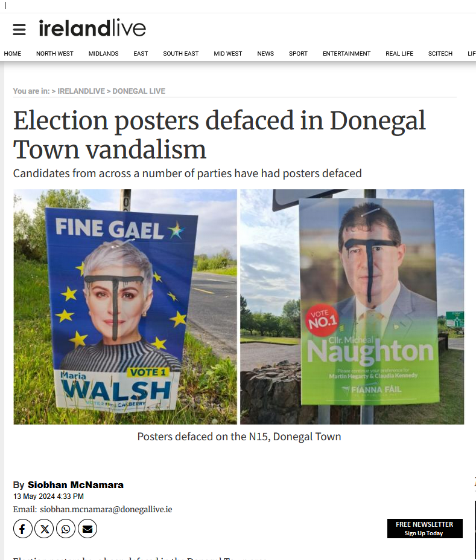 irelandlive
HOME NORTH WEST MIDLANDS EAST SOUTH EAST MID WEST NEWS SPORT ENTERTAINMENT REAL LIFE SCITECH LIF
You are in: > IRELANDLIVE > DONEGAL LIVE
Election posters defaced in Donegal
Town vandalism
Candidates from across a number of parties have had posters defaced
FINE GAEL
Maria
VOTE 1
WALSH
VOTE
NO.1
Cllr. Micheál
Naughton
Martin Hegarty & Claudia Kennedy
FIANNA FÁIL
Posters defaced on the N15, Donegal Town
By Siobhan McNamara
13 May 2024 4:33 PM
Email: siobhan.mcnamara@donegallive.ie
FREE NEWSLETTER
Sign Up Today